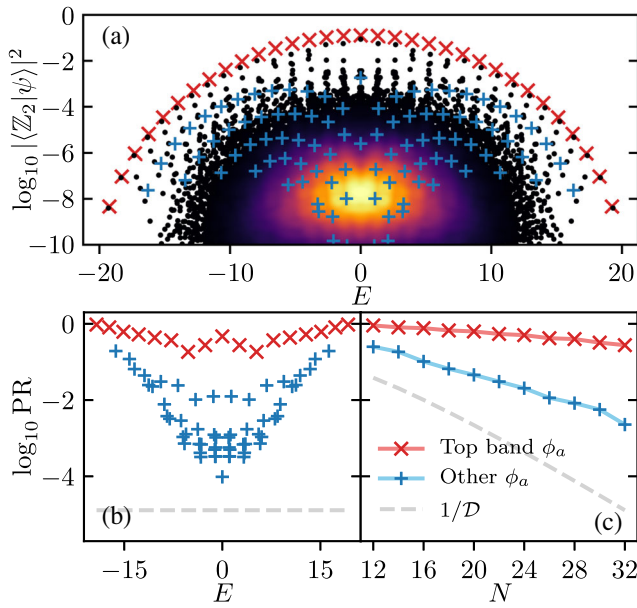 (a)
log₁₀ |⟨ℤ₂|ψ⟩|²
0
−2
−4
−6
−8
−10
−20 −10 0 10 20
E
log₁₀ PR
0
−2
−4
(b)
−15 0 15
E
Top band ϕₐ
Other ϕₐ
1/𝒟
(c)
12 16 20 24 28 32
N